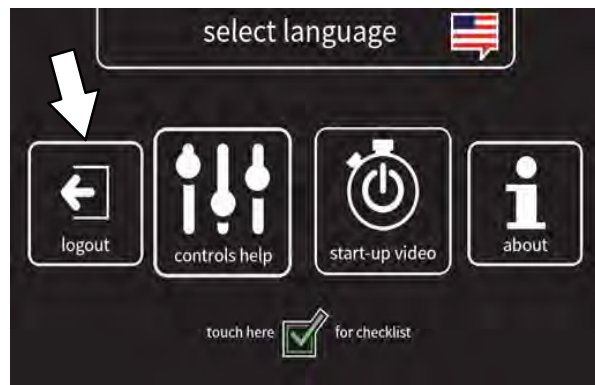 select language
logout
controls help
start-up video
about
touch here for checklist